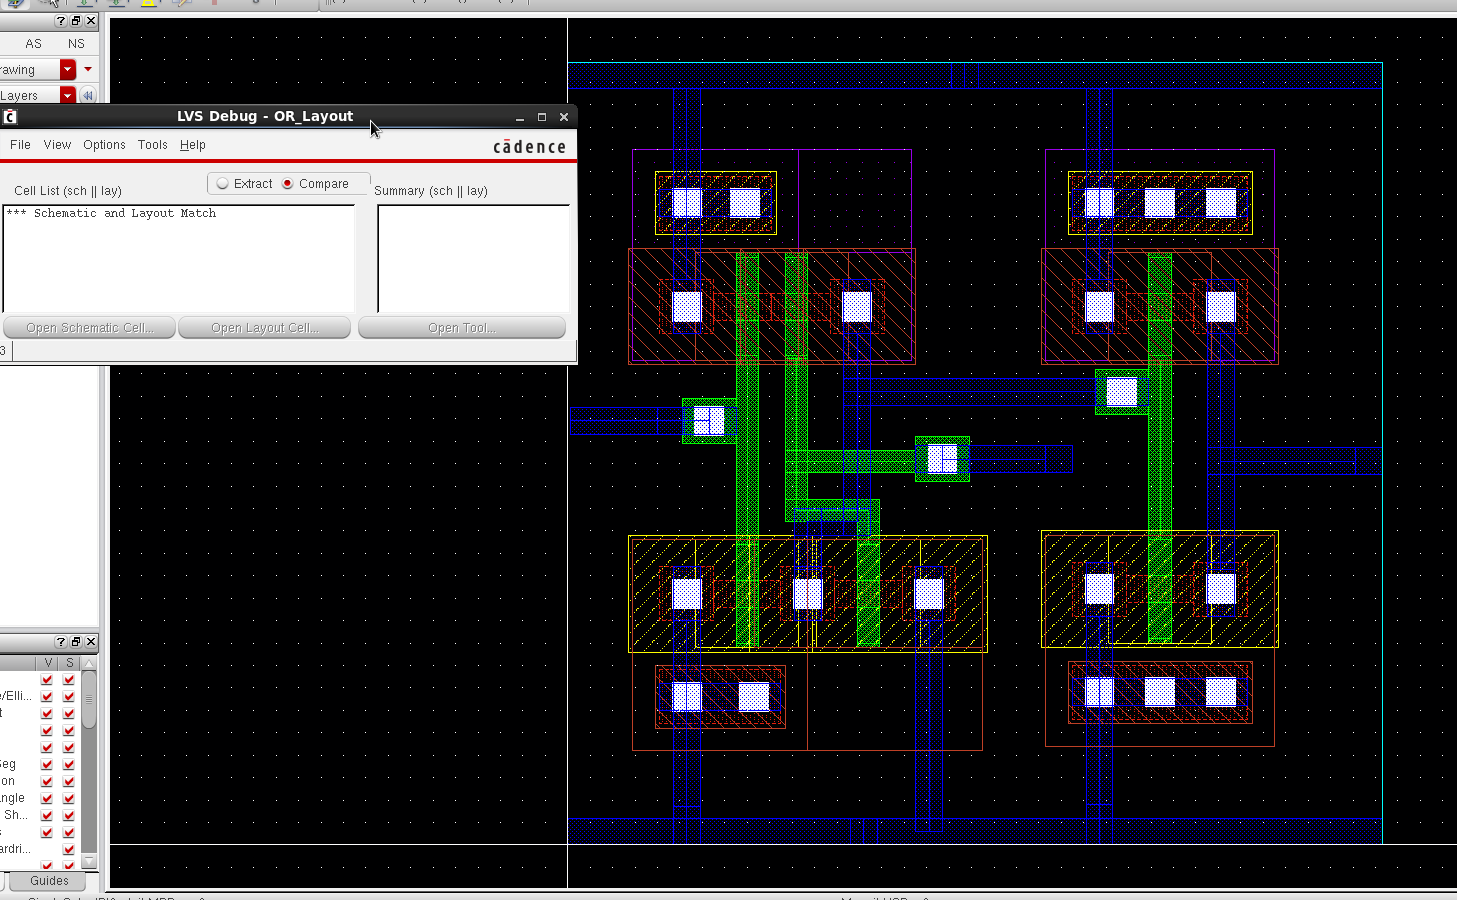 AS NS
rawing
Layers
LVS Debug - OR_Layout
File View Options Tools Help
cādence
Extract Compare
Cell List (sch || lay) Summary (sch || lay)
*** Schematic and Layout Match
Open Schematic Cell... Open Layout Cell... Open Tool...
3
V S
e/Elli...
t
Seg
on
angle
Sh...
s
ardri...
Guides